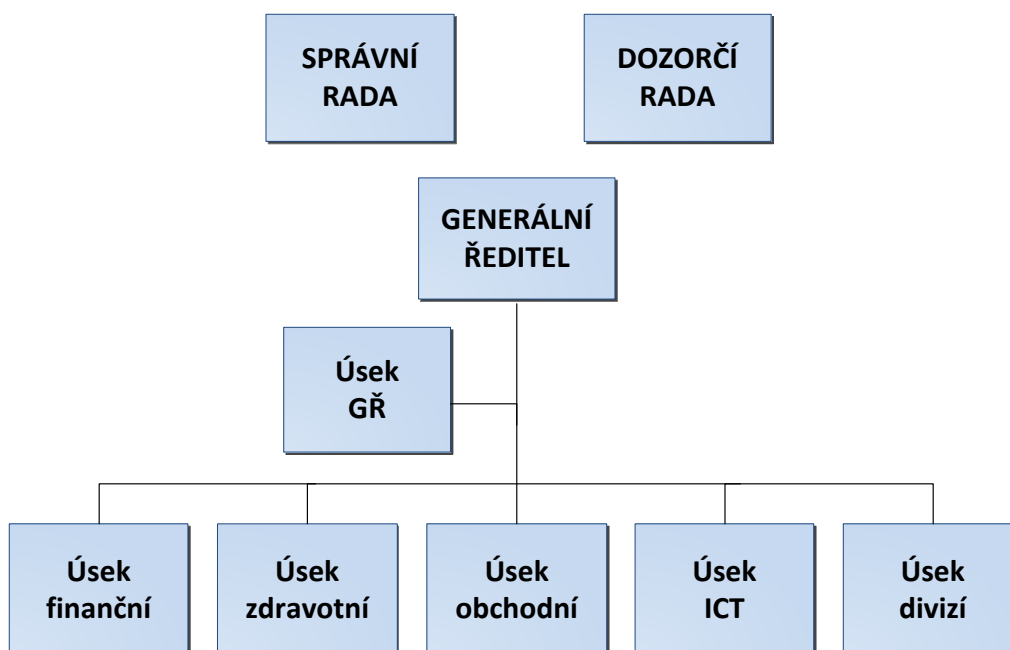 SPRÁVNÍ
RADA
DOZORČÍ
RADA
GENERÁLNÍ
ŘEDITEL
Úsek
GŘ
Úsek
finanční
Úsek
zdravotní
Úsek
obchodní
Úsek
ICT
Úsek
divizí